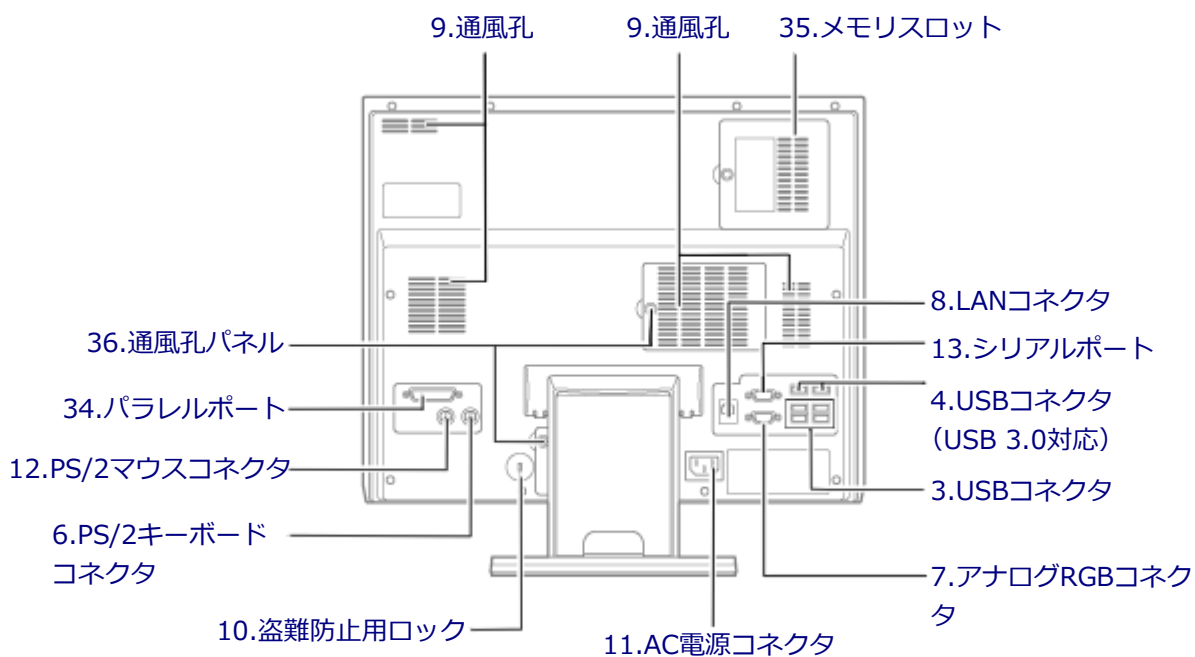 9.通風孔
9.通風孔
35.メモリスロット
8.LANコネクタ
36.通風孔パネル
13.シリアルポート
34.パラレルポート
4.USBコネクタ
（USB 3.0対応）
12.PS/2マウスコネクタ
3.USBコネクタ
6.PS/2キーボード
コネクタ
7.アナログRGBコネク
タ
10.盗難防止用ロック
11.AC電源コネクタ